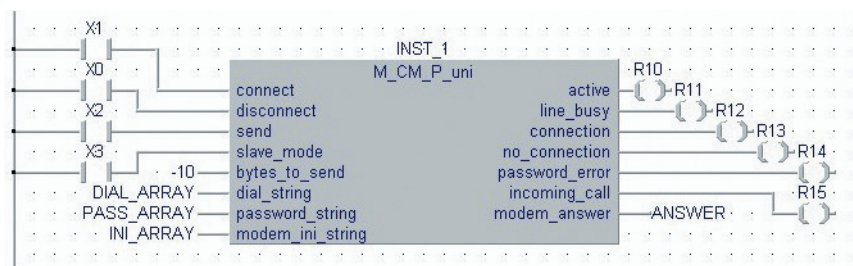 X1
INST_1
X0 M_CM_P_uni R10
connect active R11
X2 disconnect line_busy R12
send connection R13
X3 slave_mode no_connection R14
-10 bytes_to_send password_error
DIAL_ARRAY dial_string incoming_call R15
PASS_ARRAY password_string modem_answer ANSWER
INI_ARRAY modem_ini_string